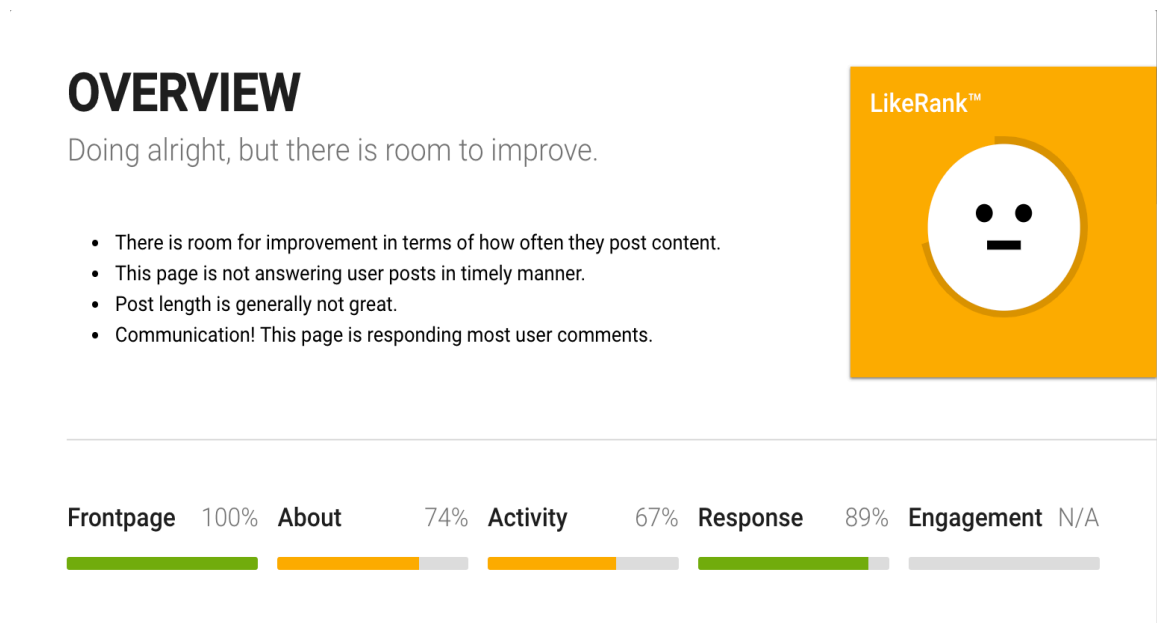 OVERVIEW
Doing alright, but there is room to improve.
LikeRank™
• There is room for improvement in terms of how often they post content.
• This page is not answering user posts in timely manner.
• Post length is generally not great.
• Communication! This page is responding most user comments.
Frontpage 100% About 74% Activity 67% Response 89% Engagement N/A